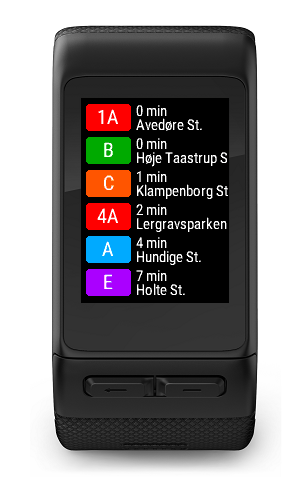 1A 0 min
Avedøre St.
B 0 min
Høje Taastrup S
C 1 min
Klampenborg St
4A 2 min
Lergravsparken
A 4 min
Hundige St.
E 7 min
Holte St.